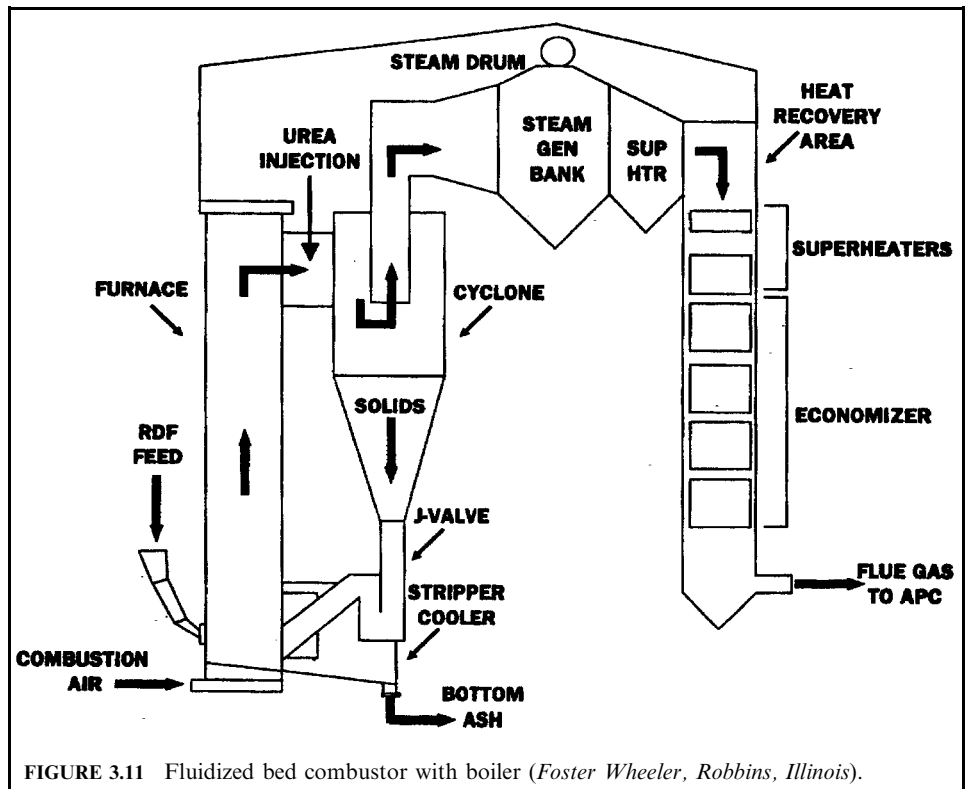 STEAM DRUM
HEAT
RECOVERY
AREA
UREA
INJECTION
STEAM
GEN
BANK
SUP
HTR
SUPERHEATERS
FURNACE
CYCLONE
SOLIDS
ECONOMIZER
RDF
FEED
J-VALVE
STRIPPER
COOLER
FLUE GAS
TO APC
COMBUSTION
AIR
BOTTOM
ASH
FIGURE 3.11 Fluidized bed combustor with boiler (Foster Wheeler, Robbins, Illinois).